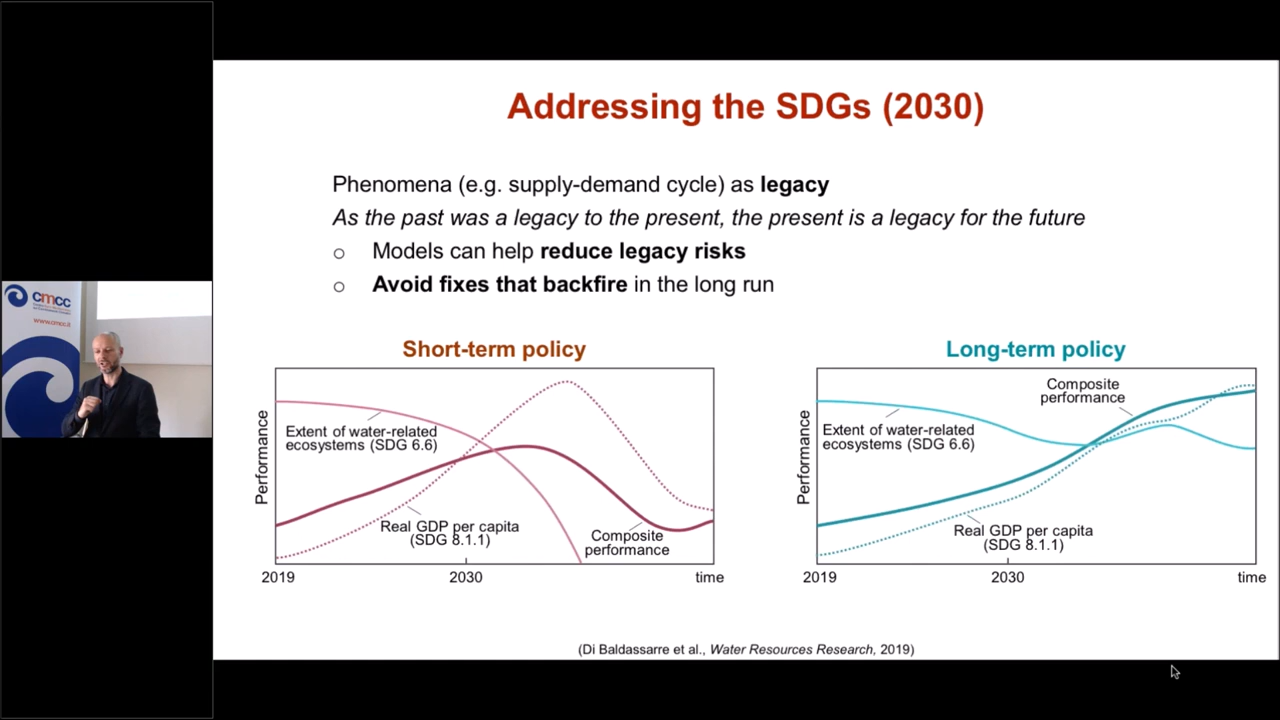 Addressing the SDGs (2030)
Phenomena (e.g. supply-demand cycle) as legacy
As the past was a legacy to the present, the present is a legacy for the future
o Models can help reduce legacy risks
o Avoid fixes that backfire in the long run
Short-term policy
Performance
Extent of water-related
ecosystems (SDG 6.6)
Real GDP per capita
(SDG 8.1.1)
Composite
performance
2019
2030
time
Long-term policy
Performance
Composite
performance
Extent of water-related
ecosystems (SDG 6.6)
Real GDP per capita
(SDG 8.1.1)
2019
2030
time
(Di Baldassarre et al., Water Resources Research, 2019)
cmcc
www.cmcc.it